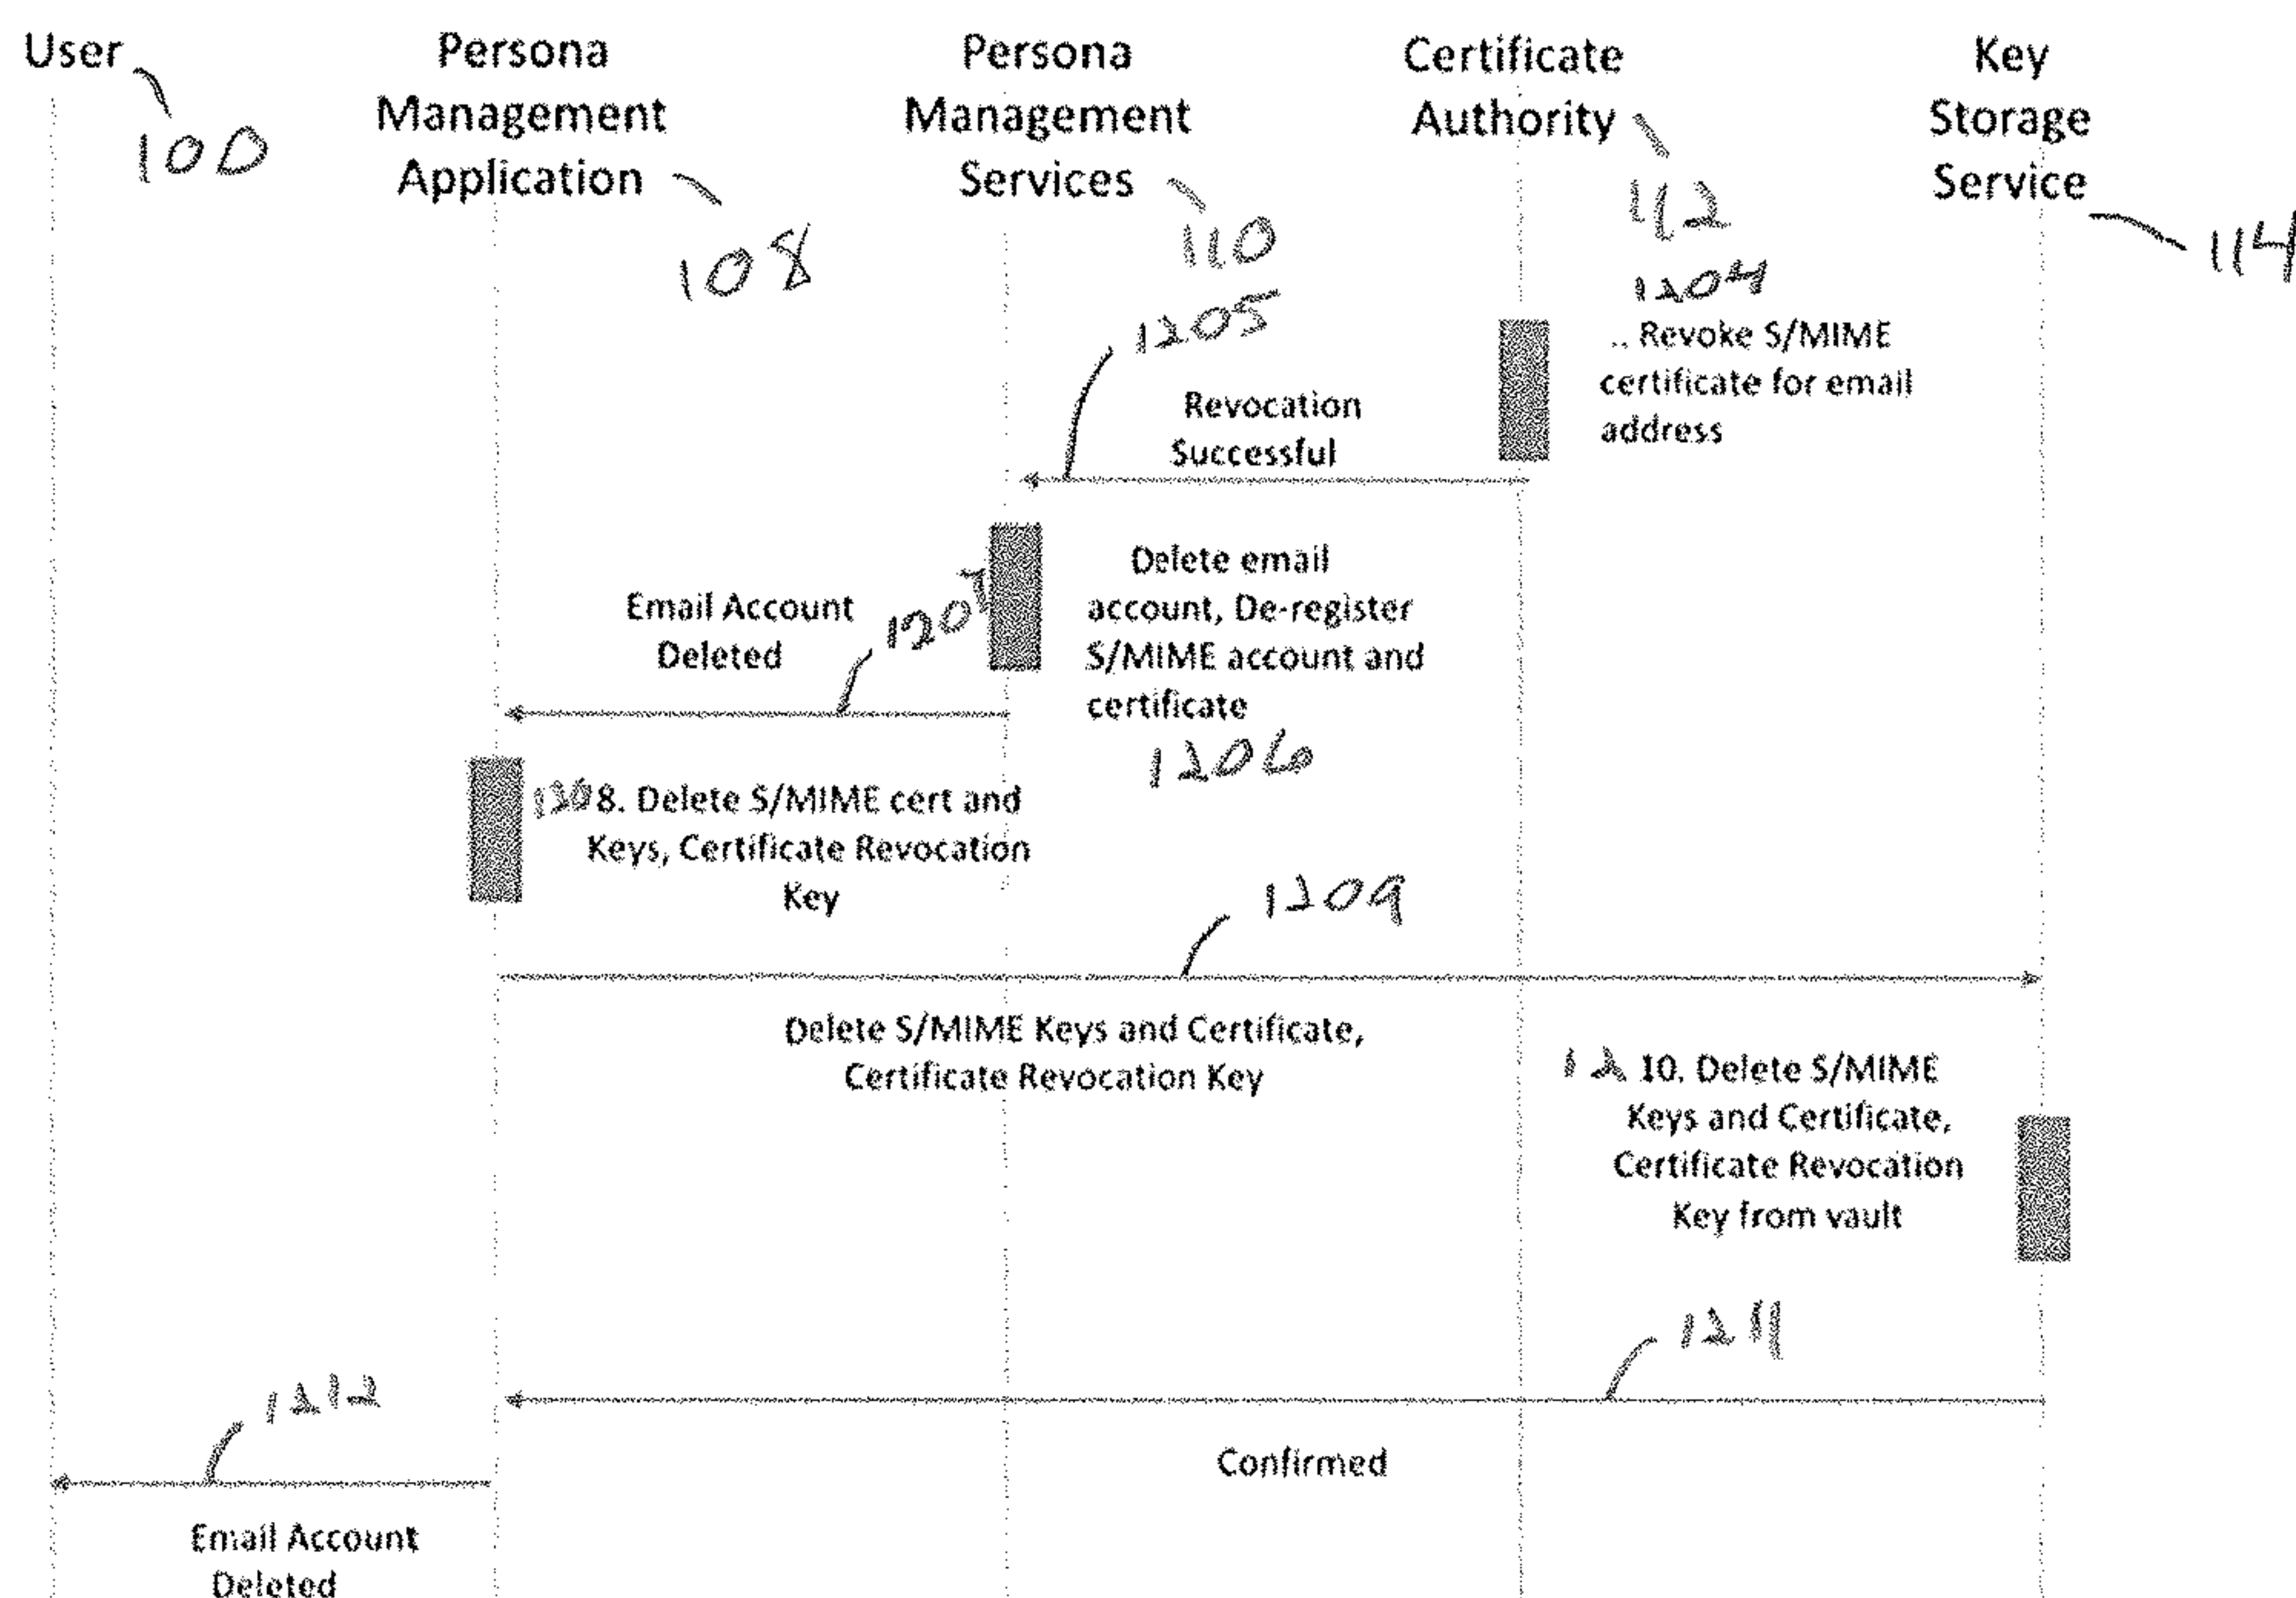 User
100
Persona
Management
Application
108
Persona
Management
Services
110
Certificate
Authority
112
Key
Storage
Service
114
1204
.. Revoke S/MIME
certificate for email
address
1205
Revocation
Successful
Delete email
account, De-register
S/MIME account and
certificate
1206
Email Account
Deleted
1207
1208. Delete S/MIME cert and
Keys, Certificate Revocation
Key
1209
Delete S/MIME Keys and Certificate,
Certificate Revocation Key
12 10. Delete S/MIME
Keys and Certificate,
Certificate Revocation
Key from vault
1211
Confirmed
1212
Email Account
Deleted